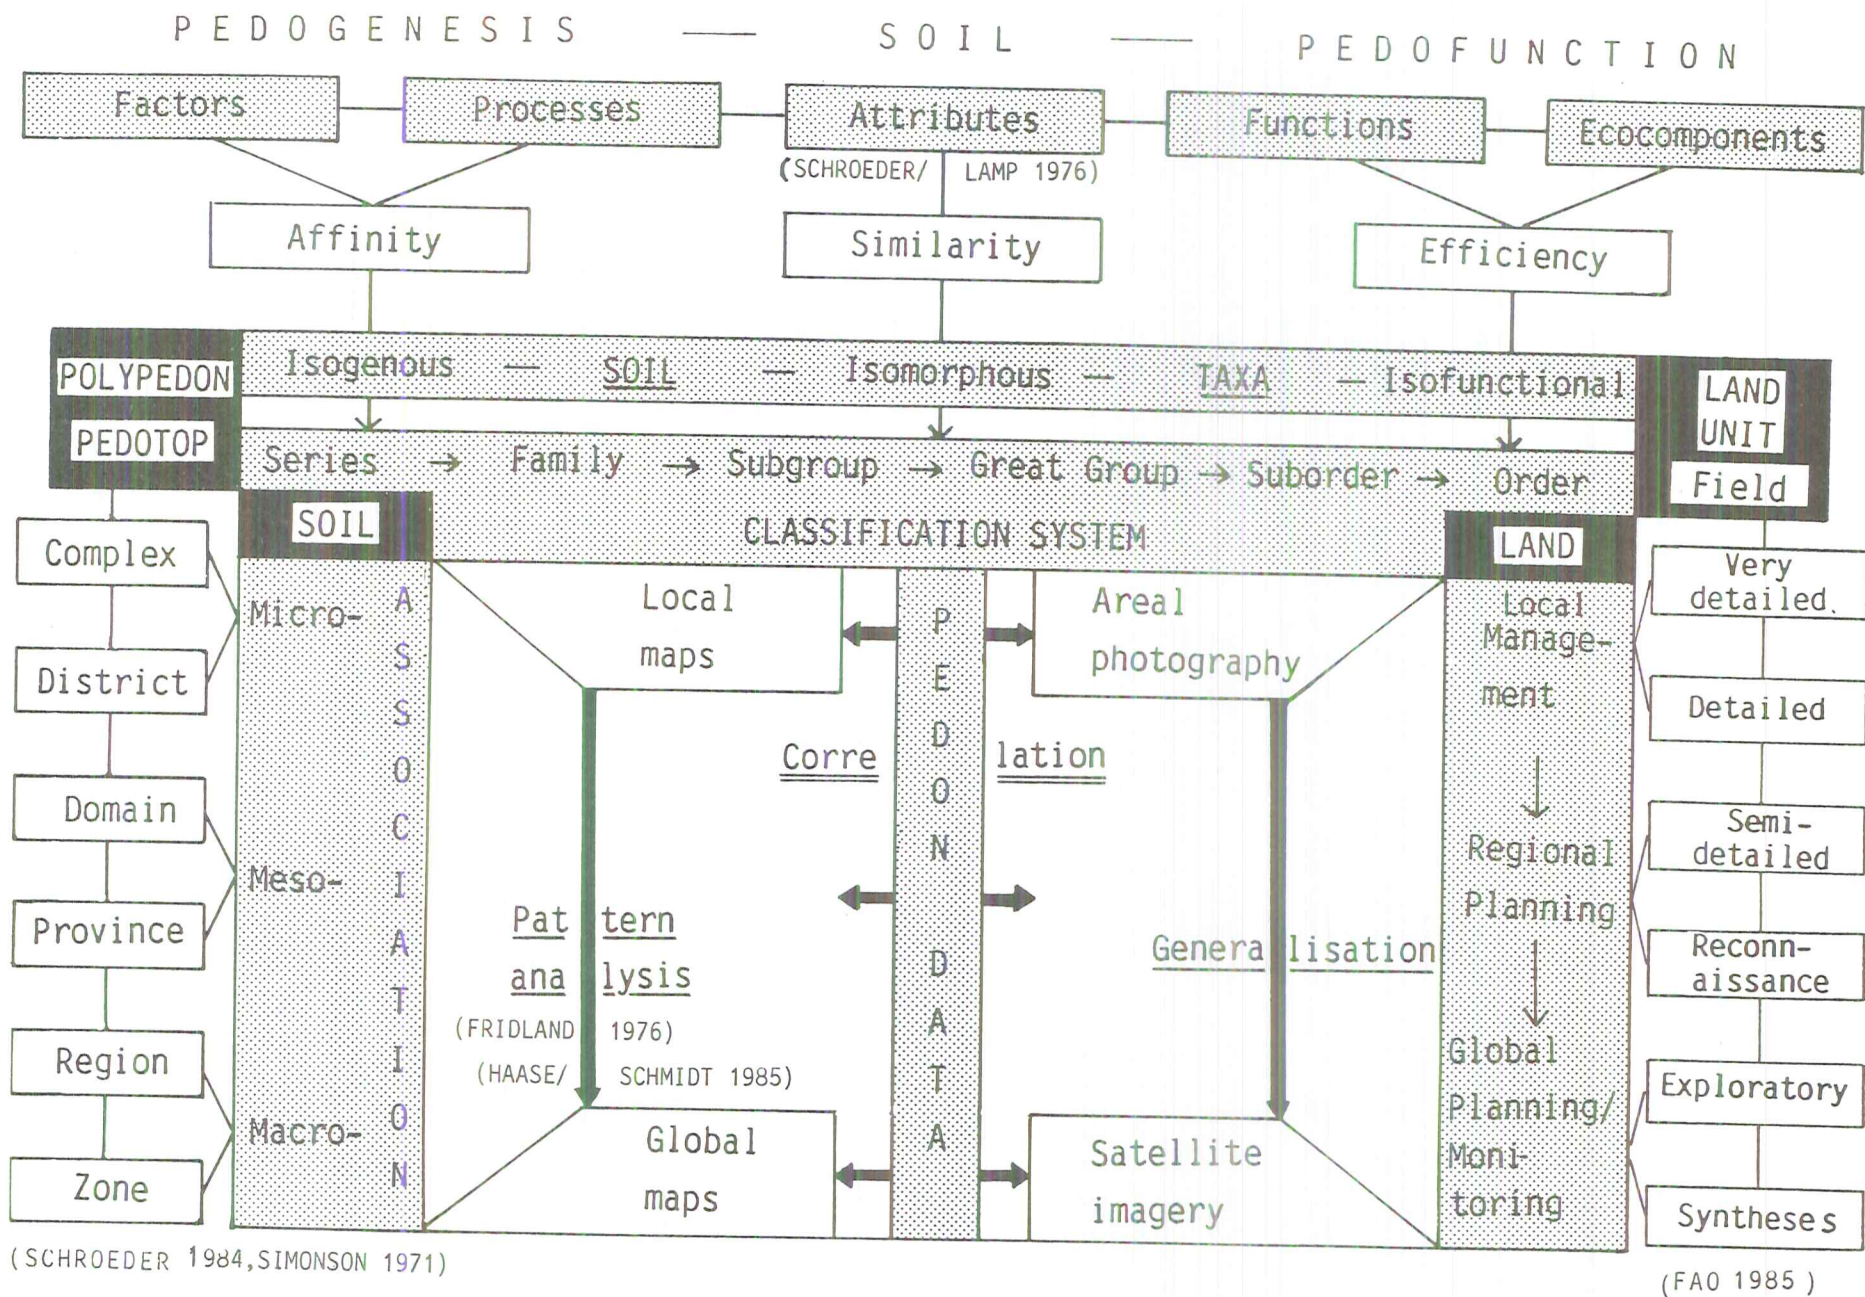 PEDOGENESIS — SOIL — PEDOFUNCTION
Factors
Processes
Attributes
Functions
Ecocomponents
(SCHROEDER/ LAMP 1976)
Affinity
Similarity
Efficiency
POLYPEDON
PEDOTOP
Isogenous — SOIL — Isomorphous — TAXA — Isofunctional
LAND
UNIT
Field
Series → Family → Subgroup → Great Group → Suborder → Order
CLASSIFICATION SYSTEM
SOIL
ASSOCIATION
LAND
Complex
District
Domain
Province
Region
Zone
Micro-
Meso-
Macro-
Local
maps
Areal
photography
PEDON DATA
Corre lation
Pat tern
ana lysis
(FRIDLAND 1976)
(HAASE/ SCHMIDT 1985)
Generalisation
Global
maps
Satellite
imagery
Local
Manage-
ment
Regional
Planning
Global
Planning/
Moni-
toring
Very
detailed.
Detailed
Semi-
detailed
Reconn-
aissance
Exploratory
Syntheses
(SCHROEDER 1984,SIMONSON 1971)
(FAO 1985)